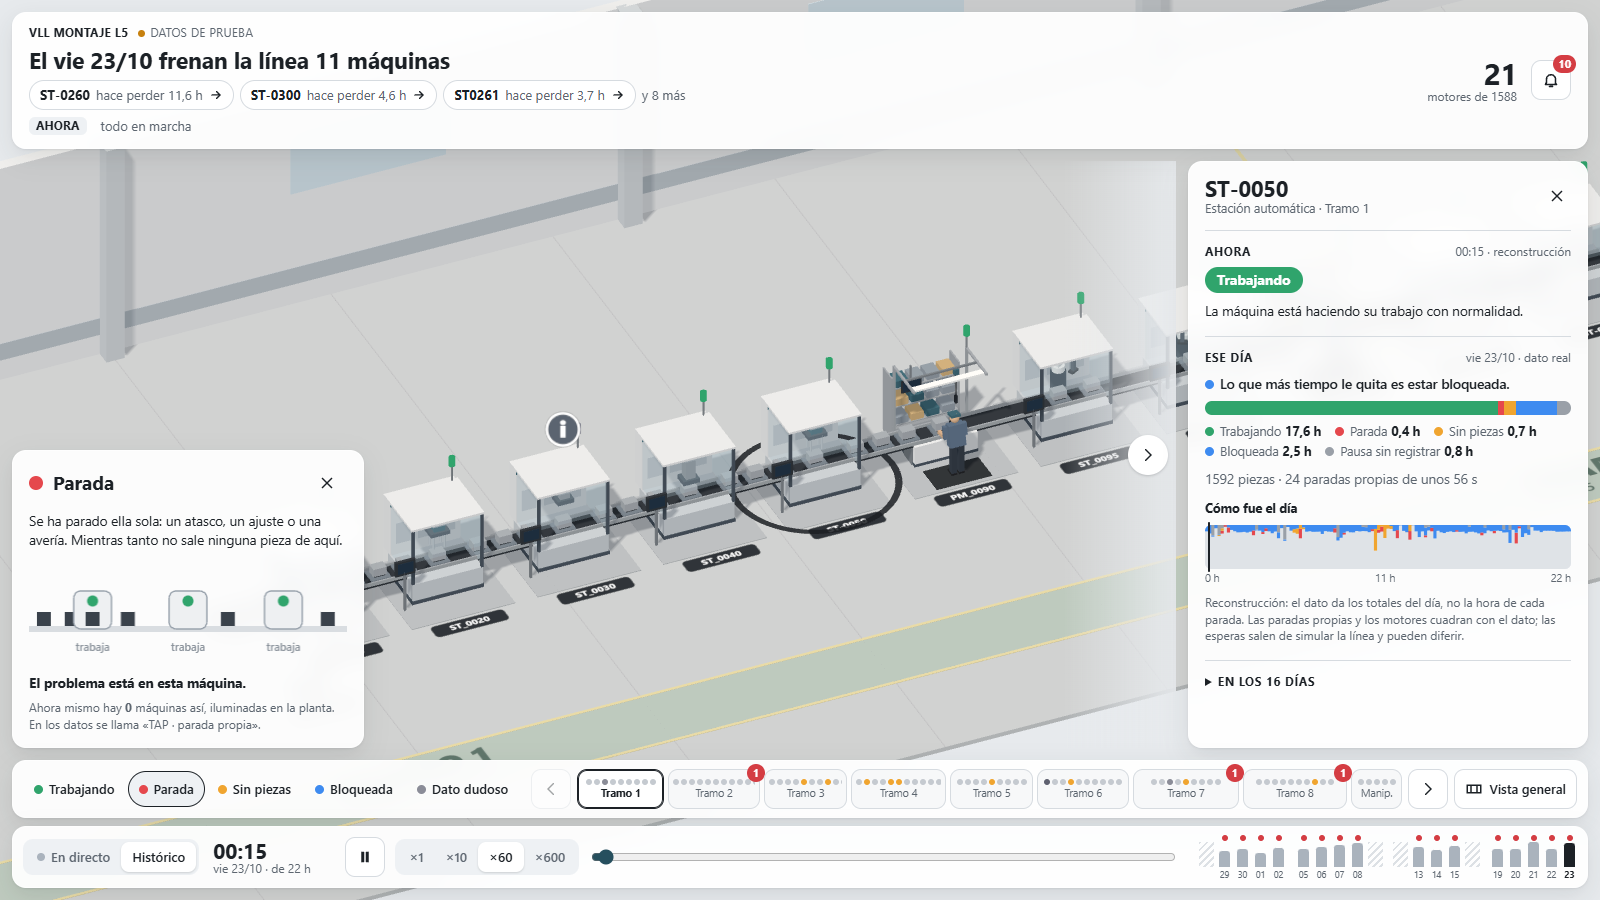 VLL MONTAJE L5 DATOS DE PRUEBA
El vie 23/10 frenan la línea 11 máquinas
ST-0260 hace perder 11,6 h → ST-0300 hace perder 4,6 h → ST0261 hace perder 3,7 h → y 8 más
AHORA todo en marcha
21
motores de 1588
10
ST-0050
Estación automática · Tramo 1
AHORA 00:15 · reconstrucción
Trabajando
La máquina está haciendo su trabajo con normalidad.
ESE DÍA vie 23/10 · dato real
Lo que más tiempo le quita es estar bloqueada.
Trabajando 17,6 h Parada 0,4 h Sin piezas 0,7 h
Bloqueada 2,5 h Pausa sin registrar 0,8 h
1592 piezas · 24 paradas propias de unos 56 s
Cómo fue el día
0 h 11 h 22 h
Reconstrucción: el dato da los totales del día, no la hora de cada
parada. Las paradas propias y los motores cuadran con el dato; las
esperas salen de simular la línea y pueden diferir.
EN LOS 16 DÍAS
ST_0020
ST_0030
ST_0040
PM_0090
ST_0095
Parada
Se ha parado ella sola: un atasco, un ajuste o una
avería. Mientras tanto no sale ninguna pieza de aquí.
trabaja trabaja trabaja
El problema está en esta máquina.
Ahora mismo hay 0 máquinas así, iluminadas en la planta.
En los datos se llama «TAP · parada propia».
Trabajando Parada Sin piezas Bloqueada Dato dudoso
Tramo 1 Tramo 2 1 Tramo 3 Tramo 4 Tramo 5 Tramo 6 Tramo 7 1 Tramo 8 1 Manip.
Vista general
En directo Histórico
00:15
vie 23/10 · de 22 h
×1 ×10 ×60 ×600
29 30 01 02 05 06 07 08 13 14 15 19 20 21 22 23